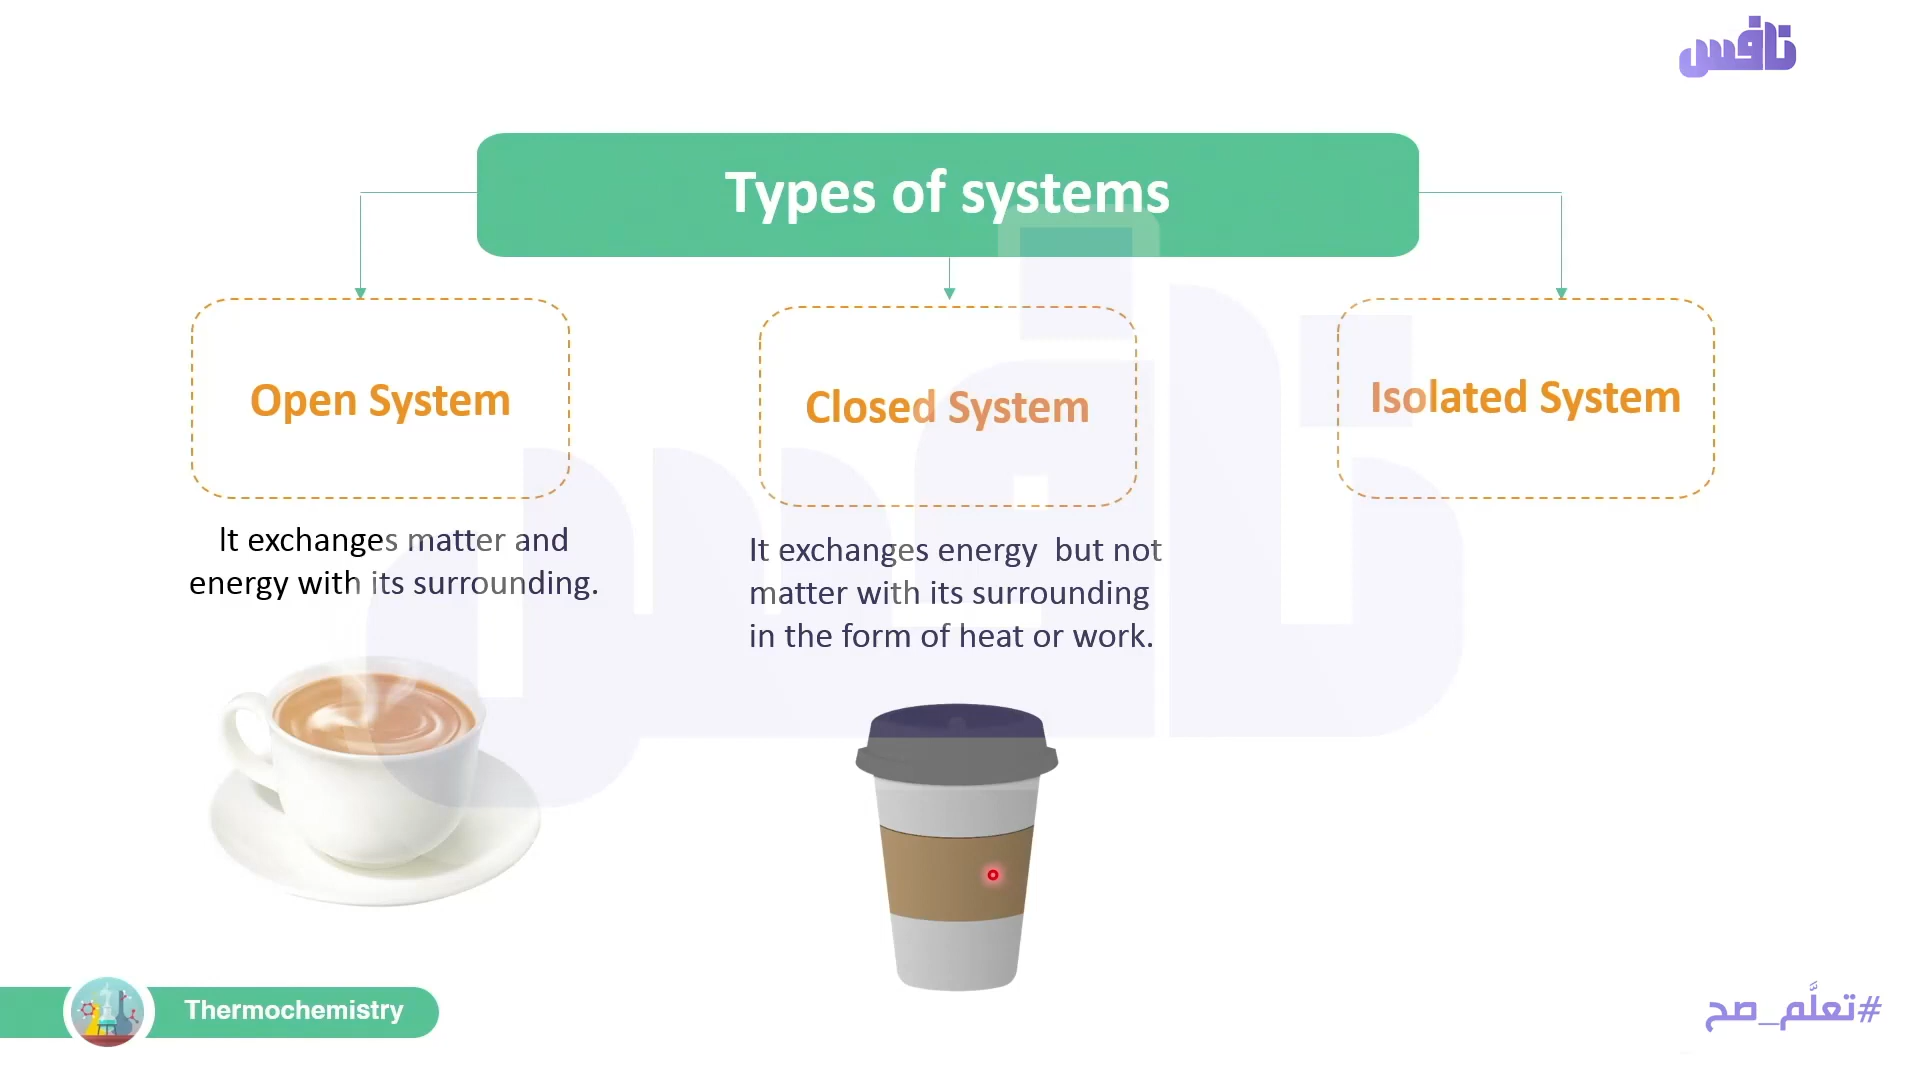 نافس
Types of systems
Open System
Closed System
Isolated System
It exchanges matter and
energy with its surrounding.
It exchanges energy  but not
matter with its surrounding
in the form of heat or work.
Thermochemistry
#تعلَّم_صح